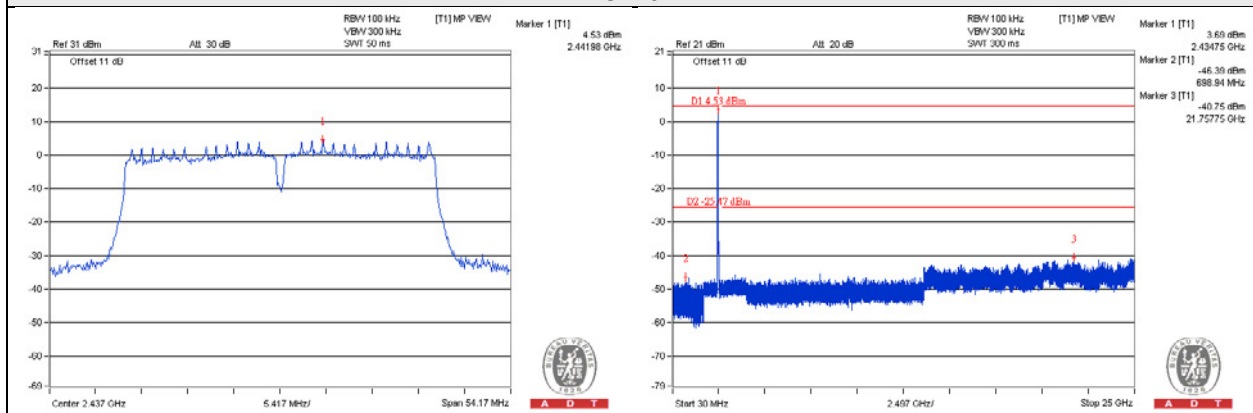 RBW 100 kHz
[T1] MP VIEW
VBW 300 kHz
Ref 31 dBm
Att 30 dB
SWT 50 ms
Marker 1 [T1]
4.53 dBm
2.44198 GHz
31
Offset 11 dB
20
10
1
0
-10
-20
-30
-40
-50
-60
-69
Center 2.437 GHz
5.417 MHz/
Span 54.17 MHz
BUREAU VERITAS
1828
A D T
RBW 100 kHz
[T1] MP VIEW
VBW 300 kHz
Ref 21 dBm
Att 20 dB
SWT 300 ms
Marker 1 [T1]
3.69 dBm
2.43475 GHz
Marker 2 [T1]
-46.39 dBm
698.94 MHz
Marker 3 [T1]
-40.75 dBm
21.75775 GHz
21
Offset 11 dB
10
1
D1 4.53 dBm
0
-10
-20
D2 -25.47 dBm
-30
-40
2
3
-50
-60
-70
-79
Start 30 MHz
2.497 GHz/
Stop 25 GHz
BUREAU VERITAS
1828
A D T